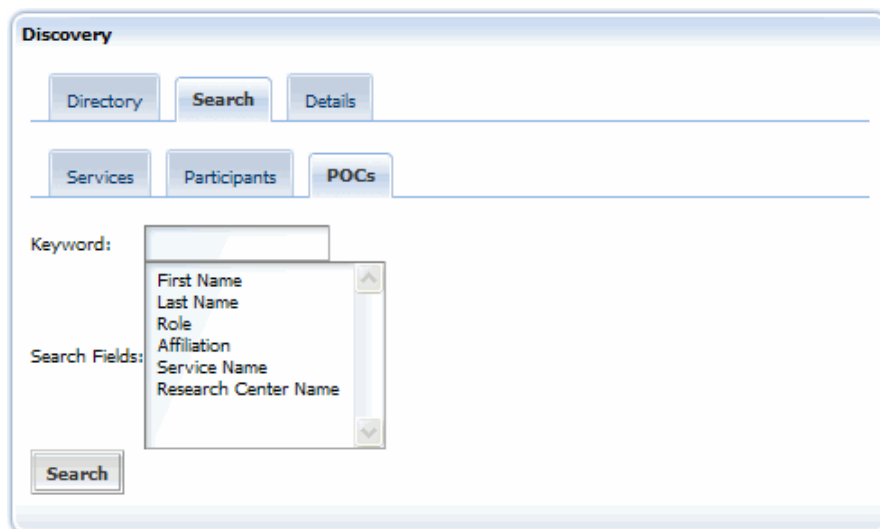 Discovery
Directory Search Details
Services Participants POCs
Keyword:
First Name
Last Name
Role
Affiliation
Search Fields:
Service Name
Research Center Name
Search